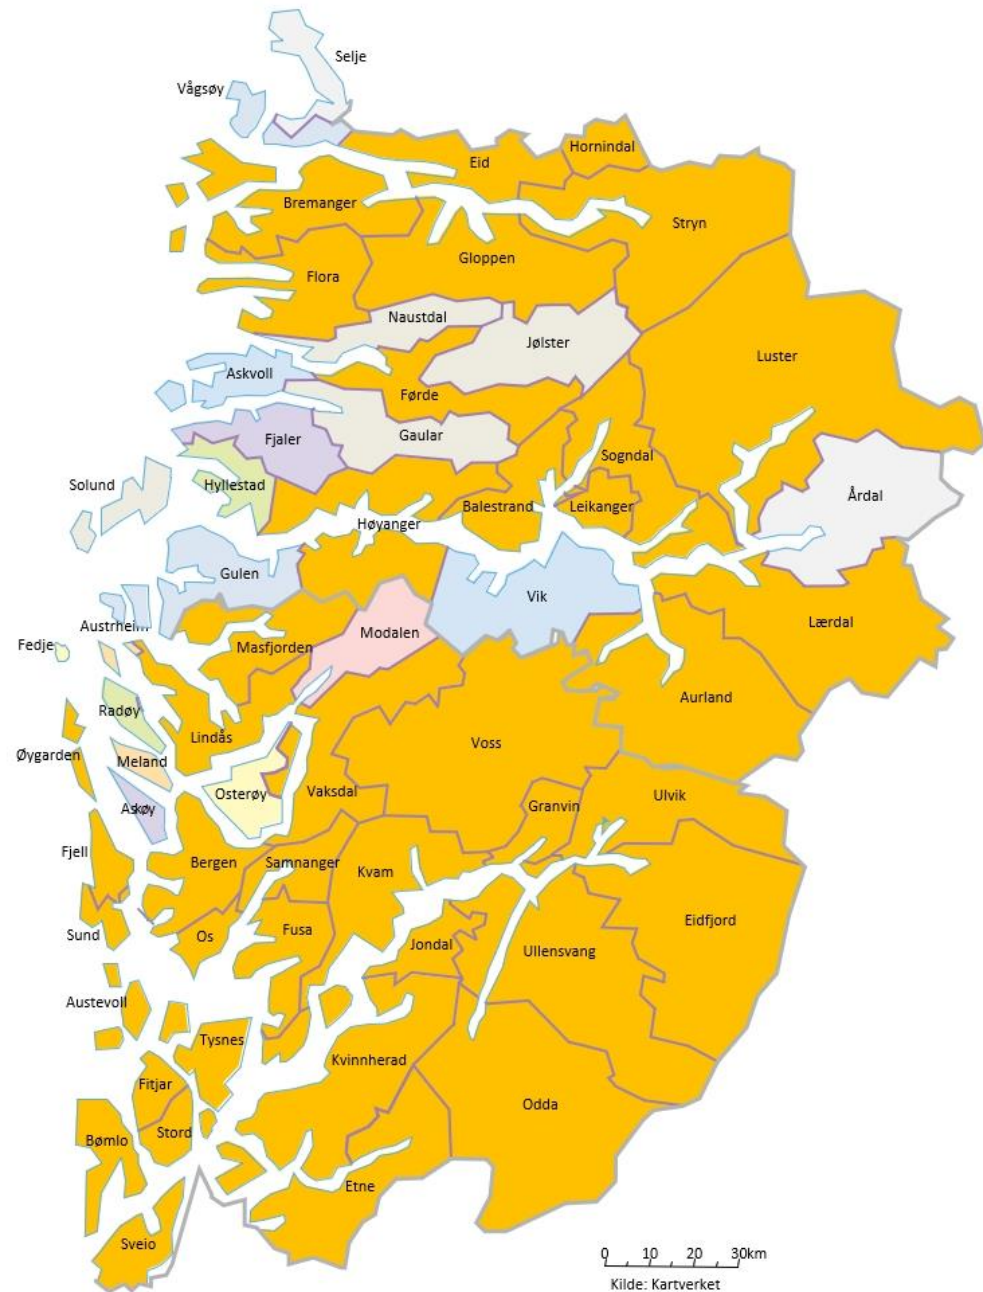 Selje
Vågsøy
Hornindal
Eid
Bremanger
Stryn
Gloppen
Flora
Naustdal
Jølster
Luster
Askvoll
Førde
Fjaler
Gaular
Sogndal
Solund
Hyllestad
Årdal
Balestrand
Leikanger
Høyanger
Gulen
Vik
Lærdal
Austrheim
Modalen
Fedje
Masfjorden
Aurland
Radøy
Lindås
Voss
Øygarden
Meland
Osterøy
Vaksdal
Ulvik
Askøy
Granvin
Fjell
Bergen
Samnanger
Kvam
Eidfjord
Sund
Os
Fusa
Jondal
Ullensvang
Austevoll
Tysnes
Kvinnherad
Fitjar
Odda
Stord
Bømlo
Etne
Sveio
0 10 20 30km
Kilde: Kartverket